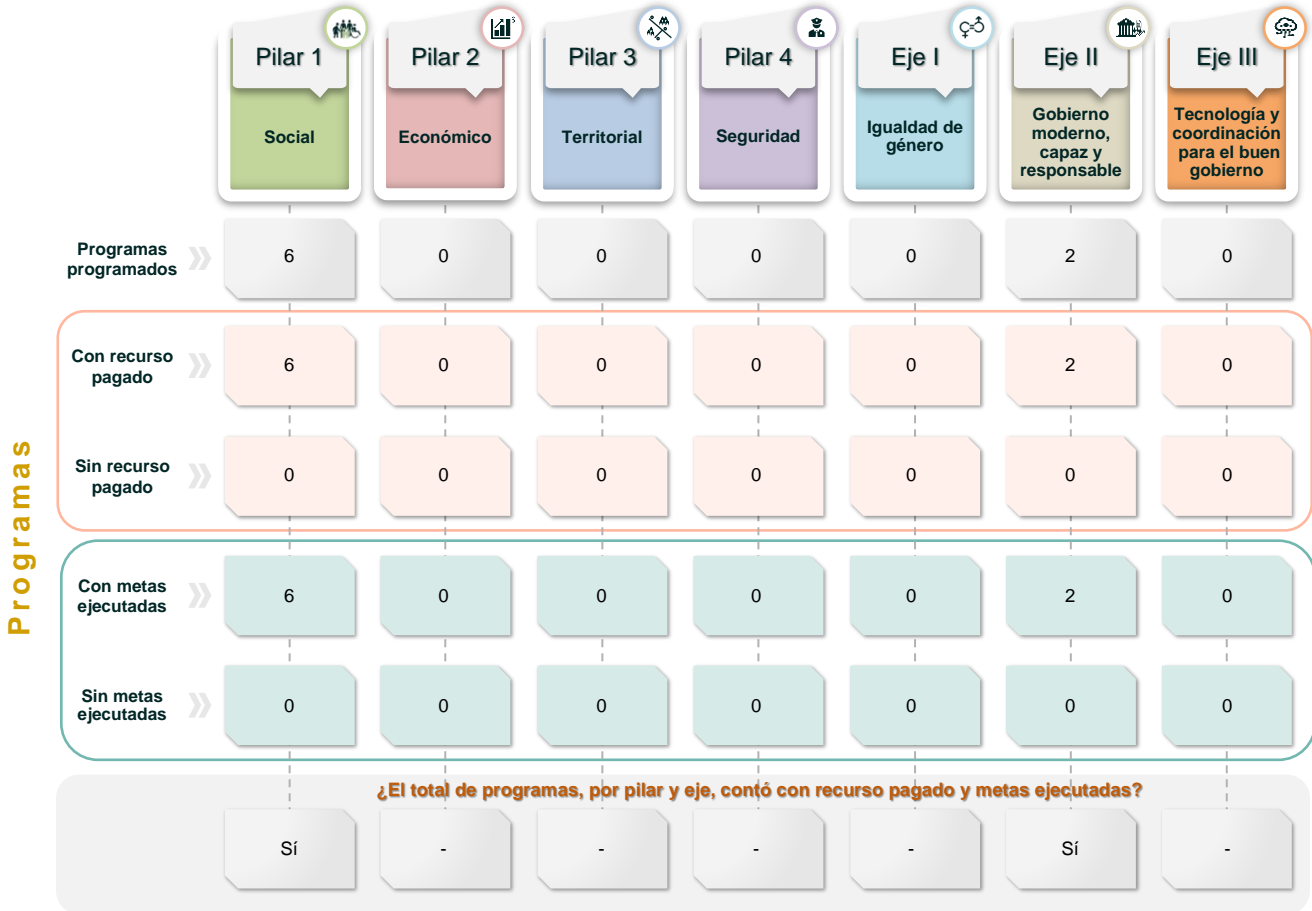 Pilar 1
Pilar 2
Pilar 3
Pilar 4
Eje I
Eje II
Eje III
Social
Económico
Territorial
Seguridad
Igualdad de
género
Gobierno
moderno,
capaz y
responsable
Tecnología y
coordinación
para el buen
gobierno
Programas
Programas
programados
6 0 0 0 0 2 0
Con recurso
pagado
6 0 0 0 0 2 0
Sin recurso
pagado
0 0 0 0 0 0 0
Con metas
ejecutadas
6 0 0 0 0 2 0
Sin metas
ejecutadas
0 0 0 0 0 0 0
¿El total de programas, por pilar y eje, contó con recurso pagado y metas ejecutadas?
Sí - - - - Sí -